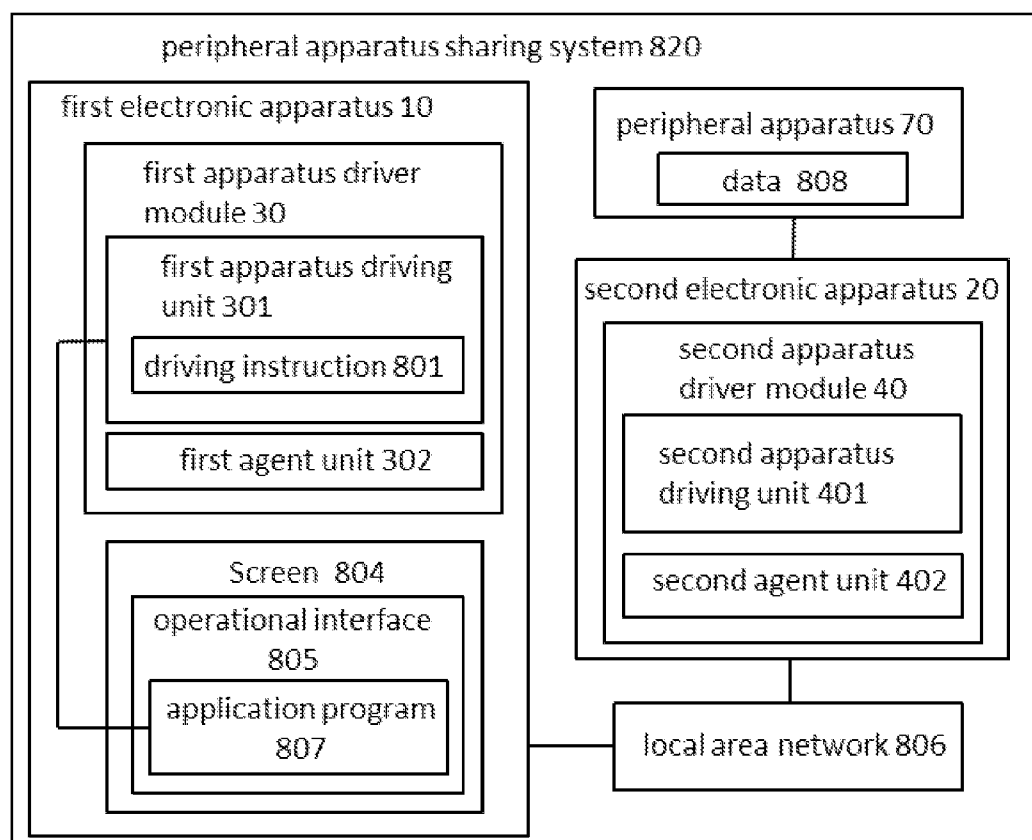 peripheral apparatus sharing system 820
first electronic apparatus 10
first apparatus driver
module 30
first apparatus driving
unit 301
driving instruction 801
first agent unit 302
Screen 804
operational interface
805
application program
807
peripheral apparatus 70
data 808
second electronic apparatus 20
second apparatus
driver module 40
second apparatus
driving unit 401
second agent unit 402
local area network 806